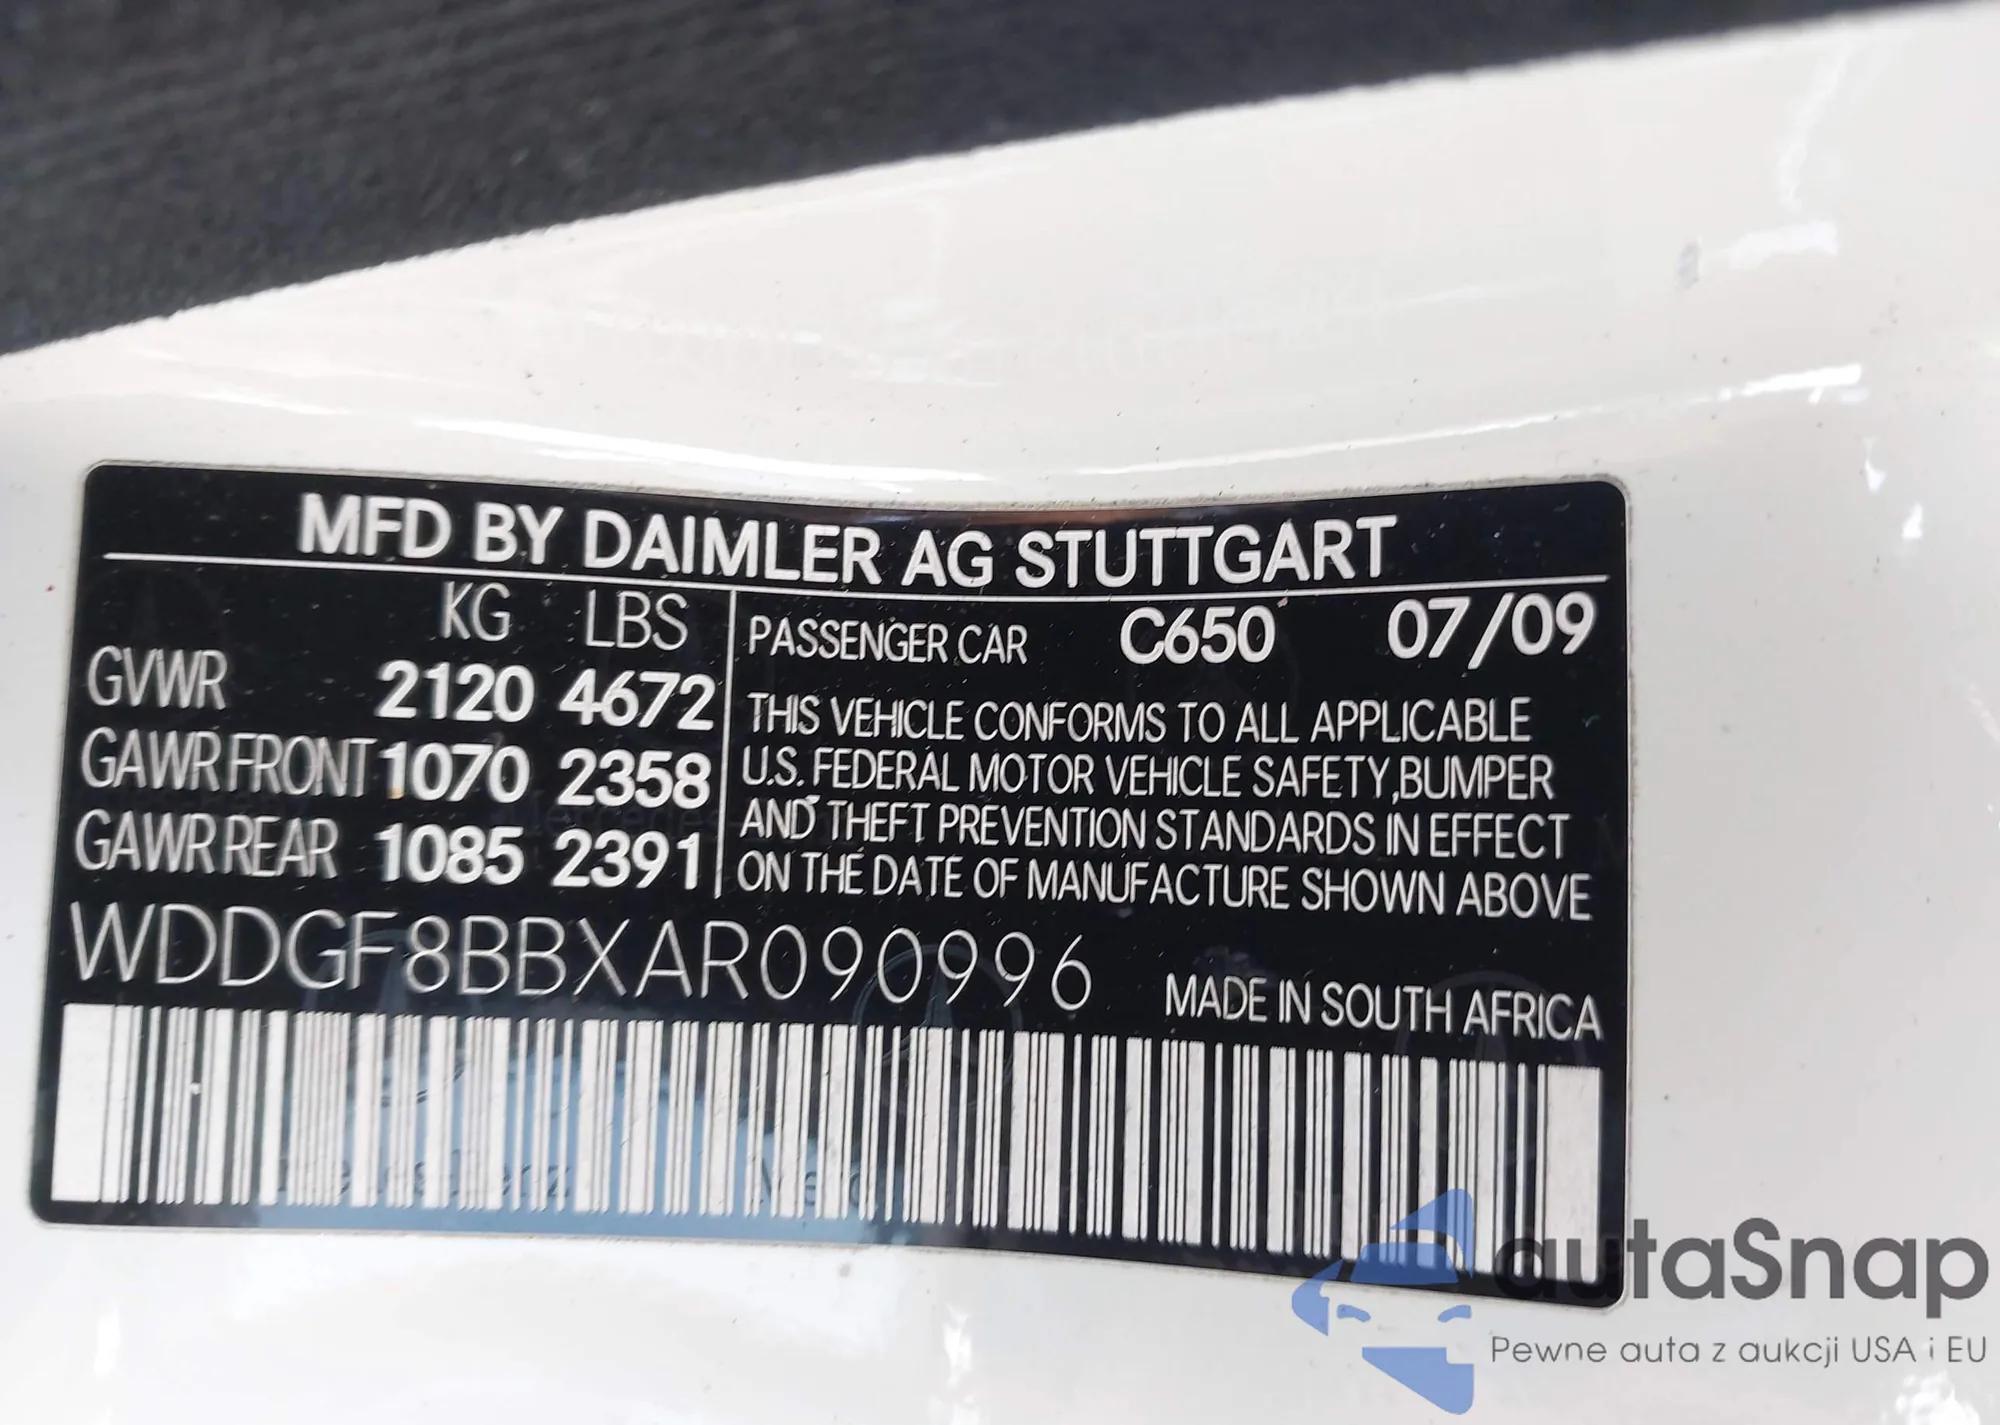 MFD BY DAIMLER AG STUTTGART
KG LBS
GVWR 2120 4672
GAWR FRONT 1070 2358
GAWR REAR 1085 2391
PASSENGER CAR C650 07/09
THIS VEHICLE CONFORMS TO ALL APPLICABLE
U.S. FEDERAL MOTOR VEHICLE SAFETY, BUMPER
AND THEFT PREVENTION STANDARDS IN EFFECT
ON THE DATE OF MANUFACTURE SHOWN ABOVE
WDDGF8BBXAR090996
MADE IN SOUTH AFRICA
autaSnap
Pewne auta z aukcji USA i EU